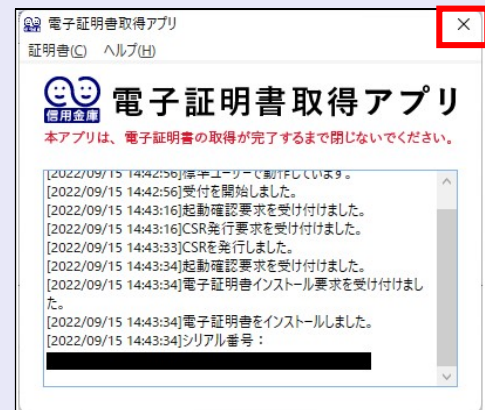 電子証明書取得アプリ
証明書(C) ヘルプ(H)
信用金庫
電子証明書取得アプリ
本アプリは、電子証明書の取得が完了するまで閉じないでください。
[2022/09/15 14:42:56]標準ユーザーで動作しています。
[2022/09/15 14:42:56]受付を開始しました。
[2022/09/15 14:43:16]起動確認要求を受け付けました。
[2022/09/15 14:43:16]CSR発行要求を受け付けました。
[2022/09/15 14:43:33]CSRを発行しました。
[2022/09/15 14:43:34]起動確認要求を受け付けました。
[2022/09/15 14:43:34]電子証明書インストール要求を受け付けまし
た。
[2022/09/15 14:43:34]電子証明書をインストールしました。
[2022/09/15 14:43:34]シリアル番号：